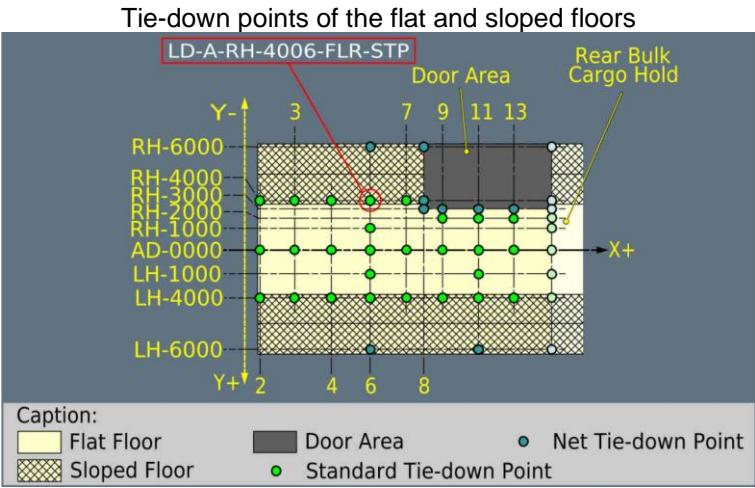 Tie-down points of the flat and sloped floors
LD-A-RH-4006-FLR-STP
Door Area
Rear Bulk
Cargo Hold
Y-
3
7
9
11
13
RH-6000
RH-4000
RH-3000
RH-2000
RH-1000
AD-0000
X+
LH-1000
LH-4000
LH-6000
Y+
2
4
6
8
Caption:
Flat Floor
Door Area
Net Tie-down Point
Sloped Floor
Standard Tie-down Point